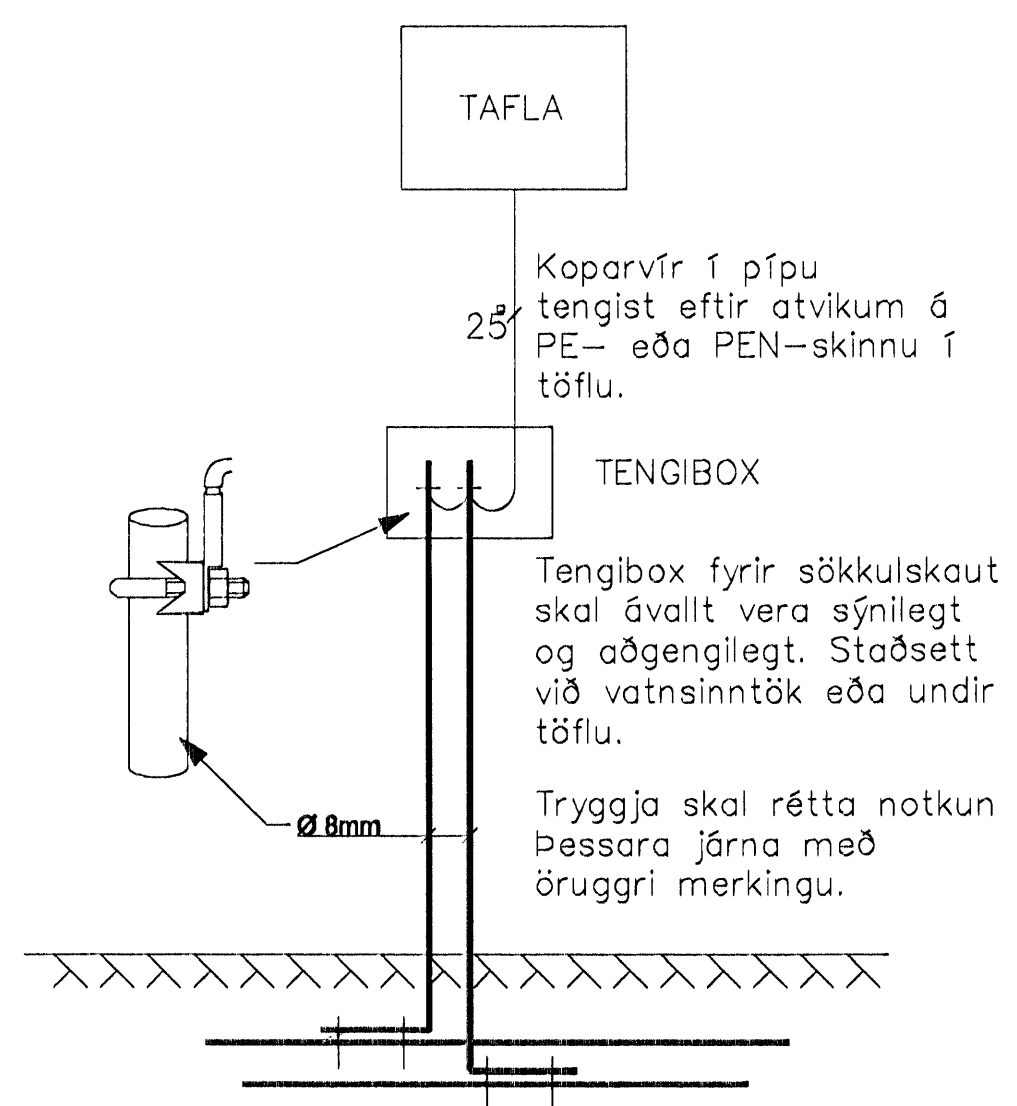 TAFLA
Koparvír í pípu
tengist eftir atvikum á
PE- eða PEN-skinnu í
töflu.
25▫
TENGIBOX
Tengibox fyrir sökkulskaut
skal ávallt vera sýnilegt
og aðgengilegt. Staðsett
við vatnsinntök eða undir
töflu.
Tryggja skal rétta notkun
Þessara járna með
öruggri merkingu.
Ø 8mm